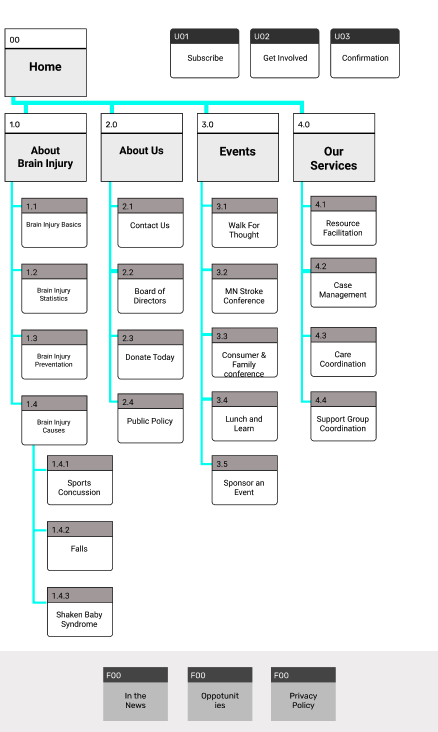 00
Home
U01
Subscribe
U02
Get Involved
U03
Confirmation
1.0
About
Brain Injury
2.0
About Us
3.0
Events
4.0
Our
Services
1.1
Brain Injury Basics
1.2
Brain Injury
Statistics
1.3
Brain Injury
Preventation
1.4
Brain Injury
Causes
1.4.1
Sports
Concussion
1.4.2
Falls
1.4.3
Shaken Baby
Syndrome
2.1
Contact Us
2.2
Board of
Directors
2.3
Donate Today
2.4
Public Policy
3.1
Walk For
Thought
3.2
MN Stroke
Conference
3.3
Consumer &
Family
conference
3.4
Lunch and
Learn
3.5
Sponsor an
Event
4.1
Resource
Facilitation
4.2
Case
Management
4.3
Care
Coordination
4.4
Support Group
Coordination
F00
In the
News
F00
Oppotunit
ies
F00
Privacy
Policy